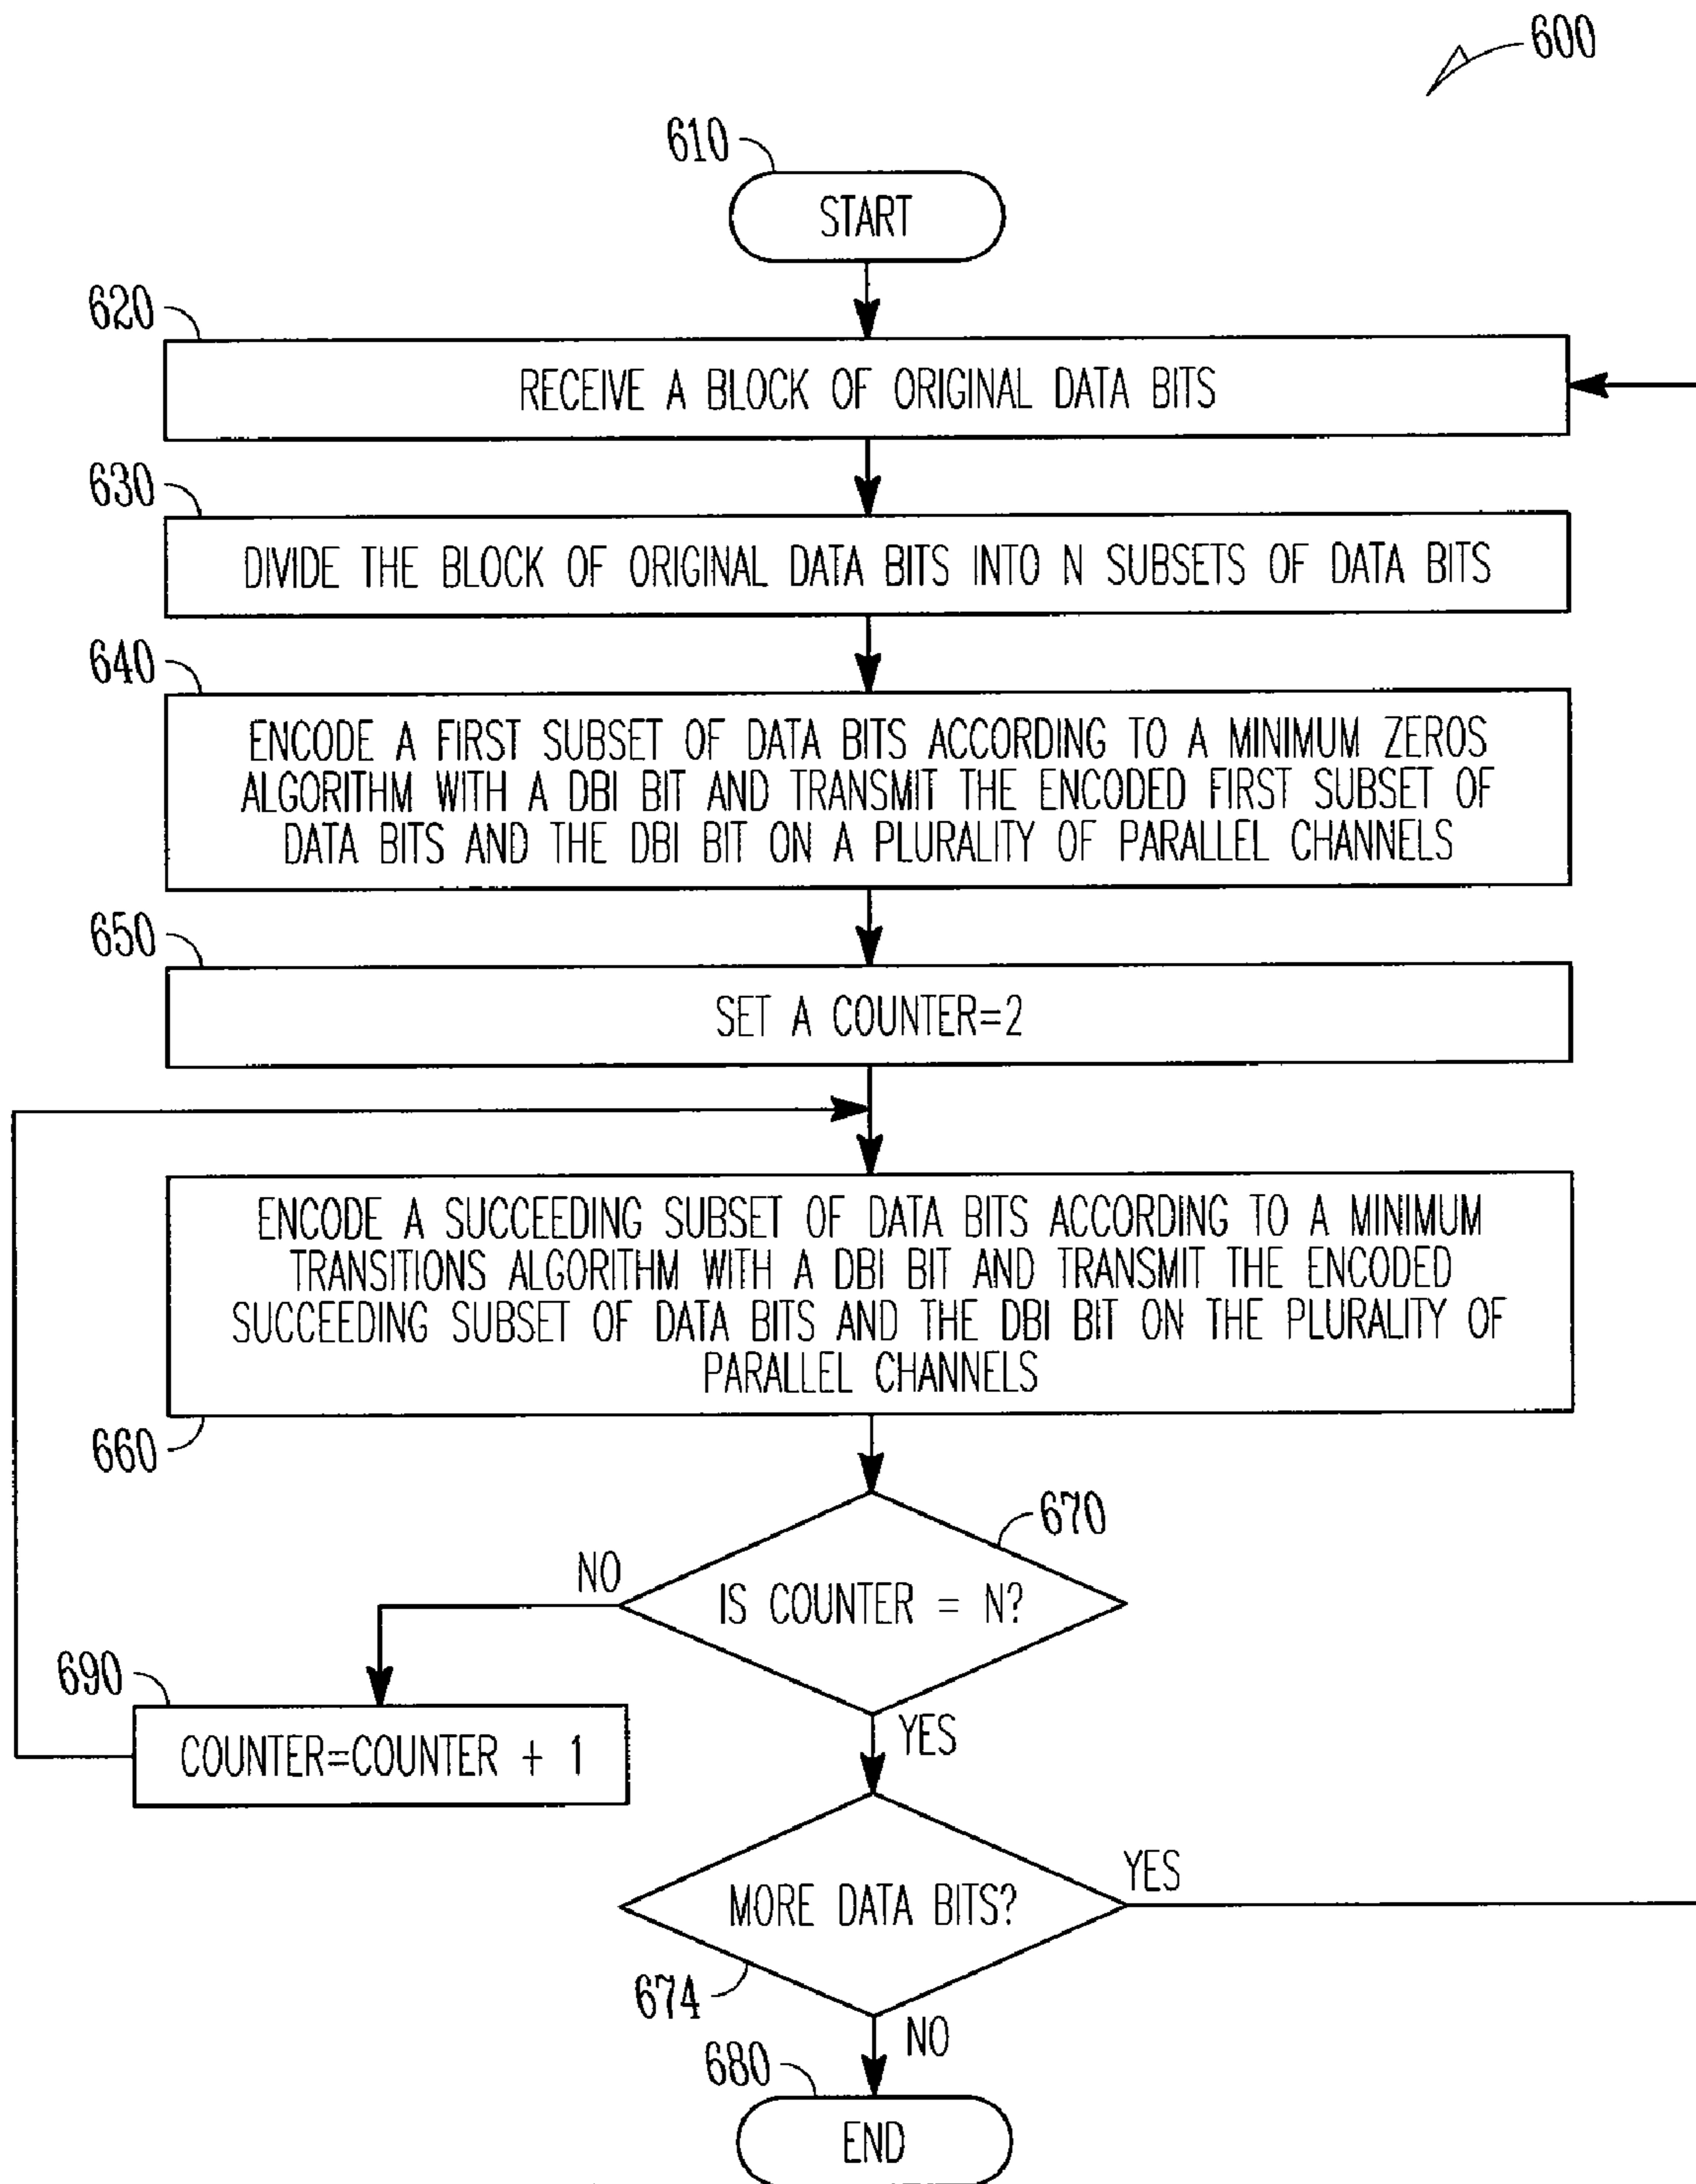 600
610
START
620
RECEIVE A BLOCK OF ORIGINAL DATA BITS
630
DIVIDE THE BLOCK OF ORIGINAL DATA BITS INTO N SUBSETS OF DATA BITS
640
ENCODE A FIRST SUBSET OF DATA BITS ACCORDING TO A MINIMUM ZEROS
ALGORITHM WITH A DBI BIT AND TRANSMIT THE ENCODED FIRST SUBSET OF
DATA BITS AND THE DBI BIT ON A PLURALITY OF PARALLEL CHANNELS
650
SET A COUNTER=2
ENCODE A SUCCEEDING SUBSET OF DATA BITS ACCORDING TO A MINIMUM
TRANSITIONS ALGORITHM WITH A DBI BIT AND TRANSMIT THE ENCODED
SUCCEEDING SUBSET OF DATA BITS AND THE DBI BIT ON THE PLURALITY OF
PARALLEL CHANNELS
660
670
NO
IS COUNTER = N?
690
YES
COUNTER=COUNTER + 1
YES
MORE DATA BITS?
674
NO
680
END